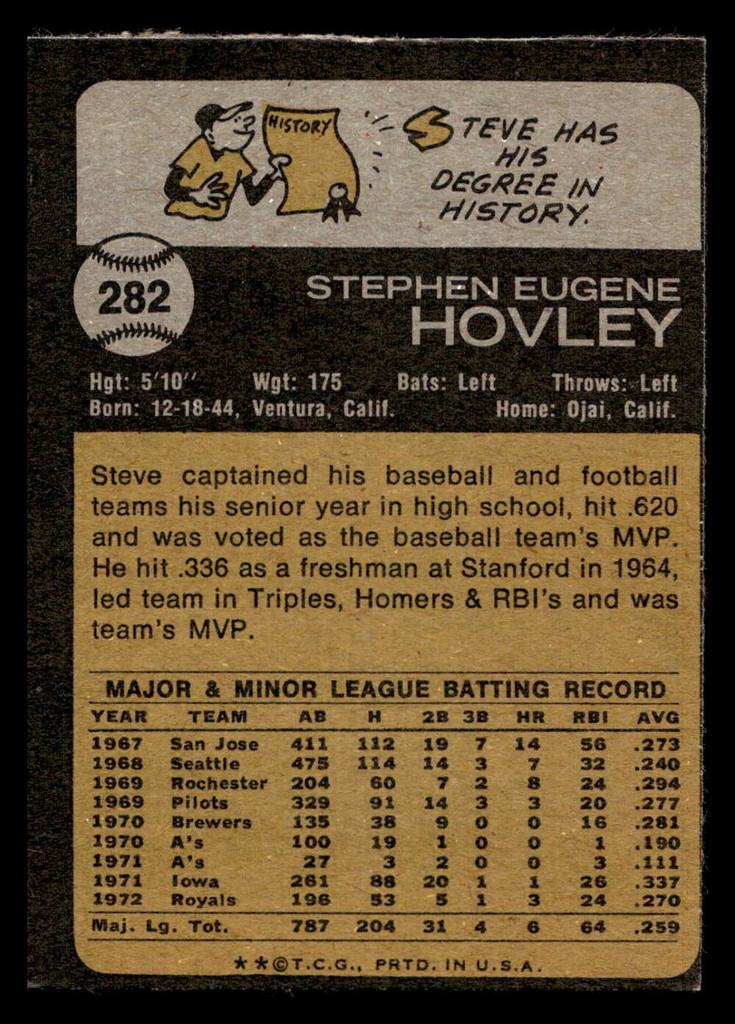 HISTORY
STEVE HAS
HIS
DEGREE IN
HISTORY.
282
STEPHEN EUGENE
HOVLEY
Hgt: 5'10" Wgt: 175 Bats: Left Throws: Left
Born: 12-18-44, Ventura, Calif. Home: Ojai, Calif.
Steve captained his baseball and football
teams his senior year in high school, hit .620
and was voted as the baseball team's MVP.
He hit .336 as a freshman at Stanford in 1964,
led team in Triples, Homers & RBI's and was
team's MVP.
MAJOR & MINOR LEAGUE BATTING RECORD
YEAR TEAM AB H 2B 3B HR RBI AVG
1967 San Jose 411 112 19 7 14 56 .273
1968 Seattle 475 114 14 3 7 32 .240
1969 Rochester 204 60 7 2 8 24 .294
1969 Pilots 329 91 14 3 3 20 .277
1970 Brewers 135 38 9 0 0 16 .281
1970 A's 100 19 1 0 0 1 .190
1971 A's 27 3 2 0 0 3 .111
1971 Iowa 261 88 20 1 1 26 .337
1972 Royals 196 53 5 1 3 24 .270
Maj. Lg. Tot. 787 204 31 4 6 64 .259
**©T.C.G., PRTD. IN U.S.A.